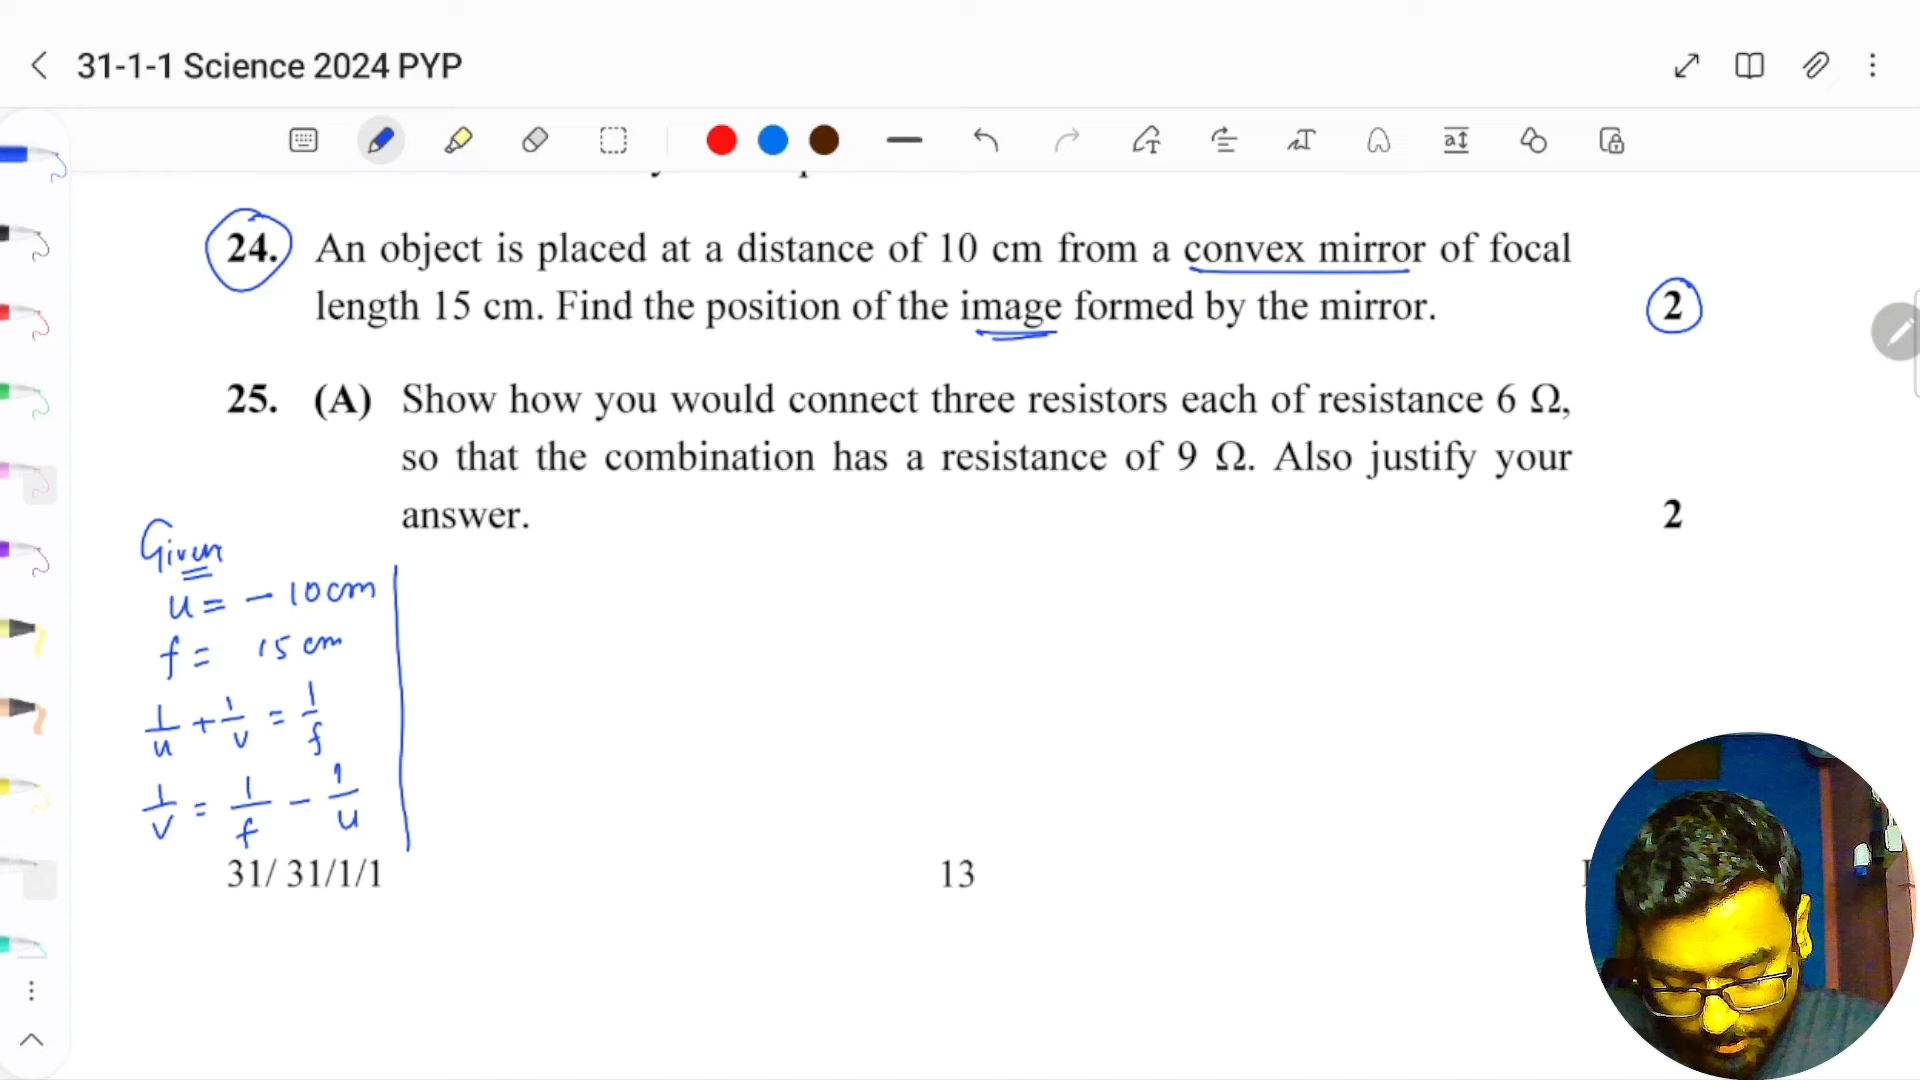 31-1-1 Science 2024 PYP
24. An object is placed at a distance of 10 cm from a convex mirror of focal
length 15 cm. Find the position of the image formed by the mirror. 2
25. (A) Show how you would connect three resistors each of resistance 6 Ω,
so that the combination has a resistance of 9 Ω. Also justify your
answer. 2
Given
u = - 10 cm
f = 15 cm
1/u + 1/v = 1/f
1/v = 1/f - 1/u
31/ 31/1/1 13